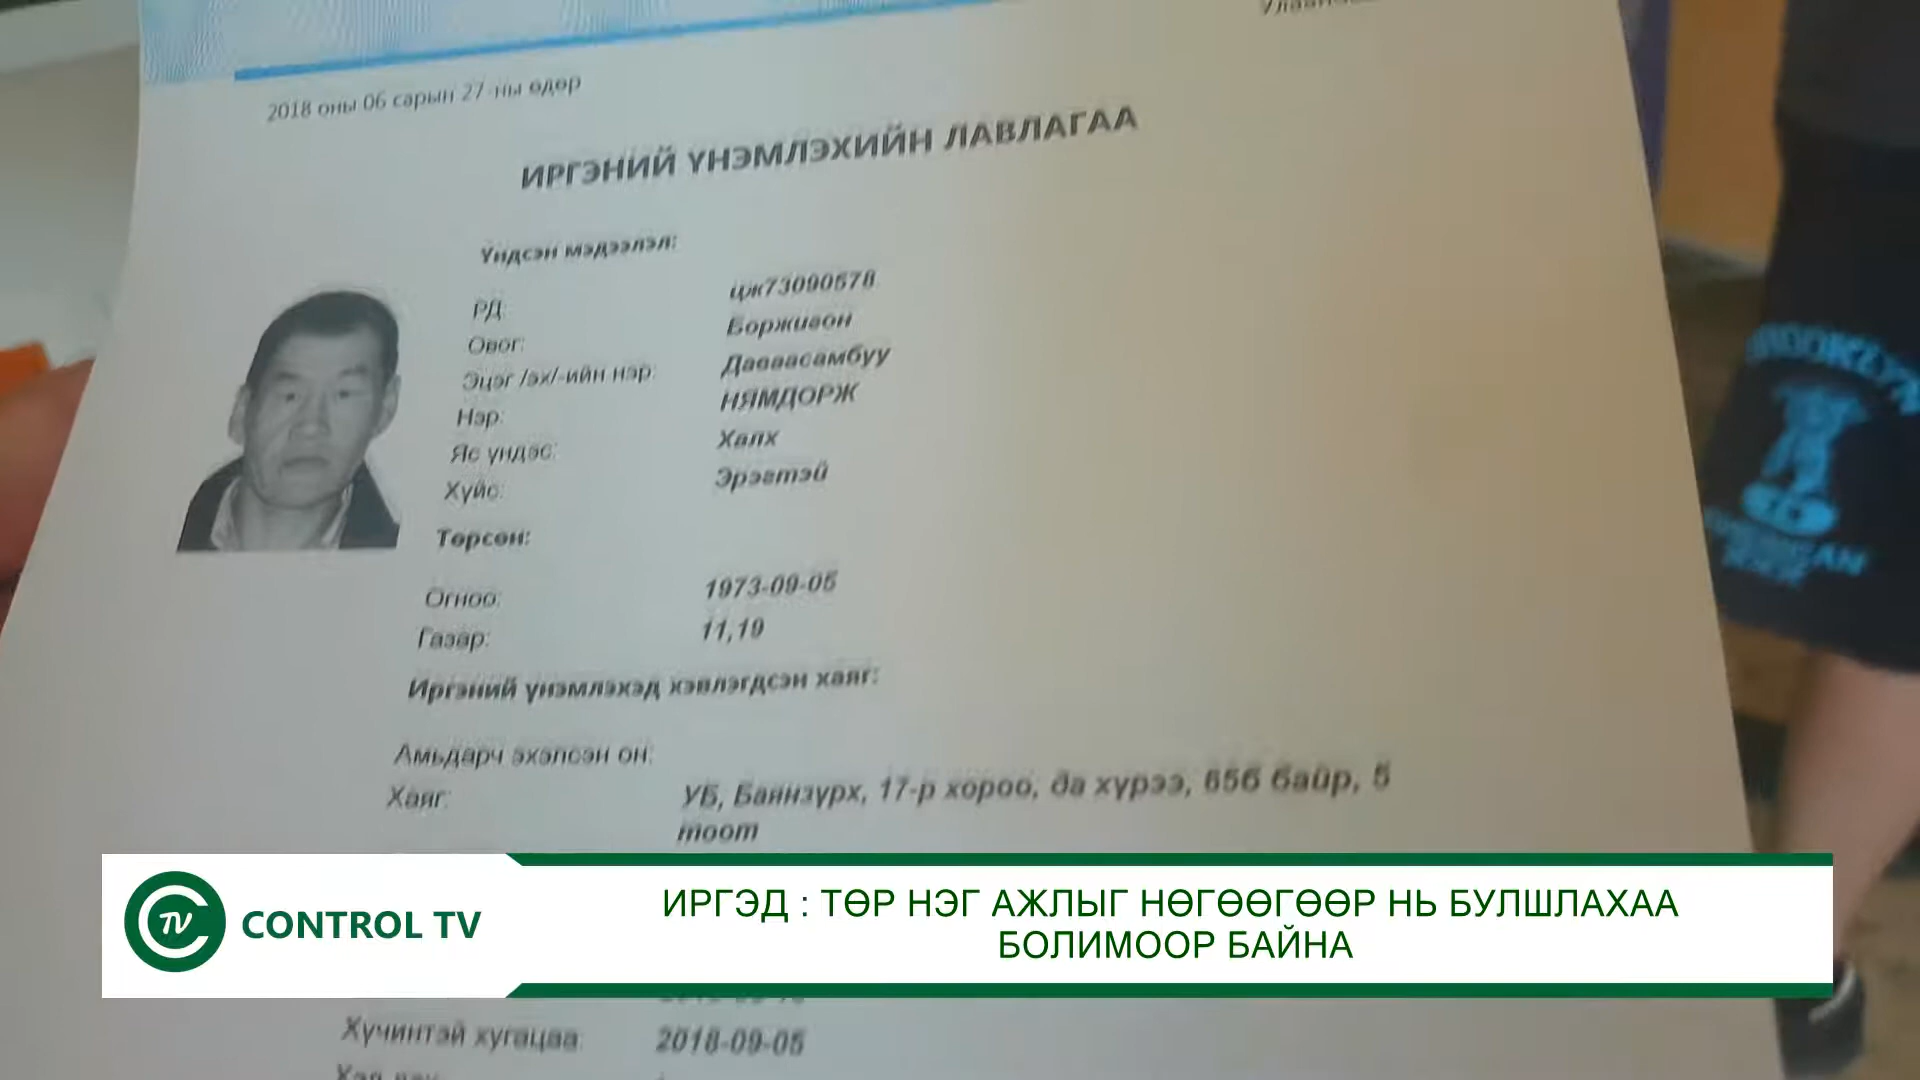 2018 оны 06 сарын 27-ны өдөр
ИРГЭНИЙ ҮНЭМЛЭХИЙН ЛАВЛАГАА
Үндсэн мэдээлэл:
РД: цж73090578
Овог: Боржигон
Эцэг /эх/-ийн нэр: Даваасамбуу
Нэр: НЯМДОРЖ
Яс үндэс: Халх
Хүйс: Эрэгтэй
Төрсөн:
Огноо: 1973-09-05
Газар: 11,19
Иргэний үнэмлэхэд хэвлэгдсэн хаяг:
Амьдарч эхэлсэн он:
Хаяг: УБ, Баянзүрх, 17-р хороо, да хүрээ, 65б байр, 5
тоот
CTV CONTROL TV
ИРГЭД : ТӨР НЭГ АЖЛЫГ НӨГӨӨГӨӨР НЬ БУЛШЛАХАА
БОЛИМООР БАЙНА
Хүчинтэй хугацаа: 2018-09-05